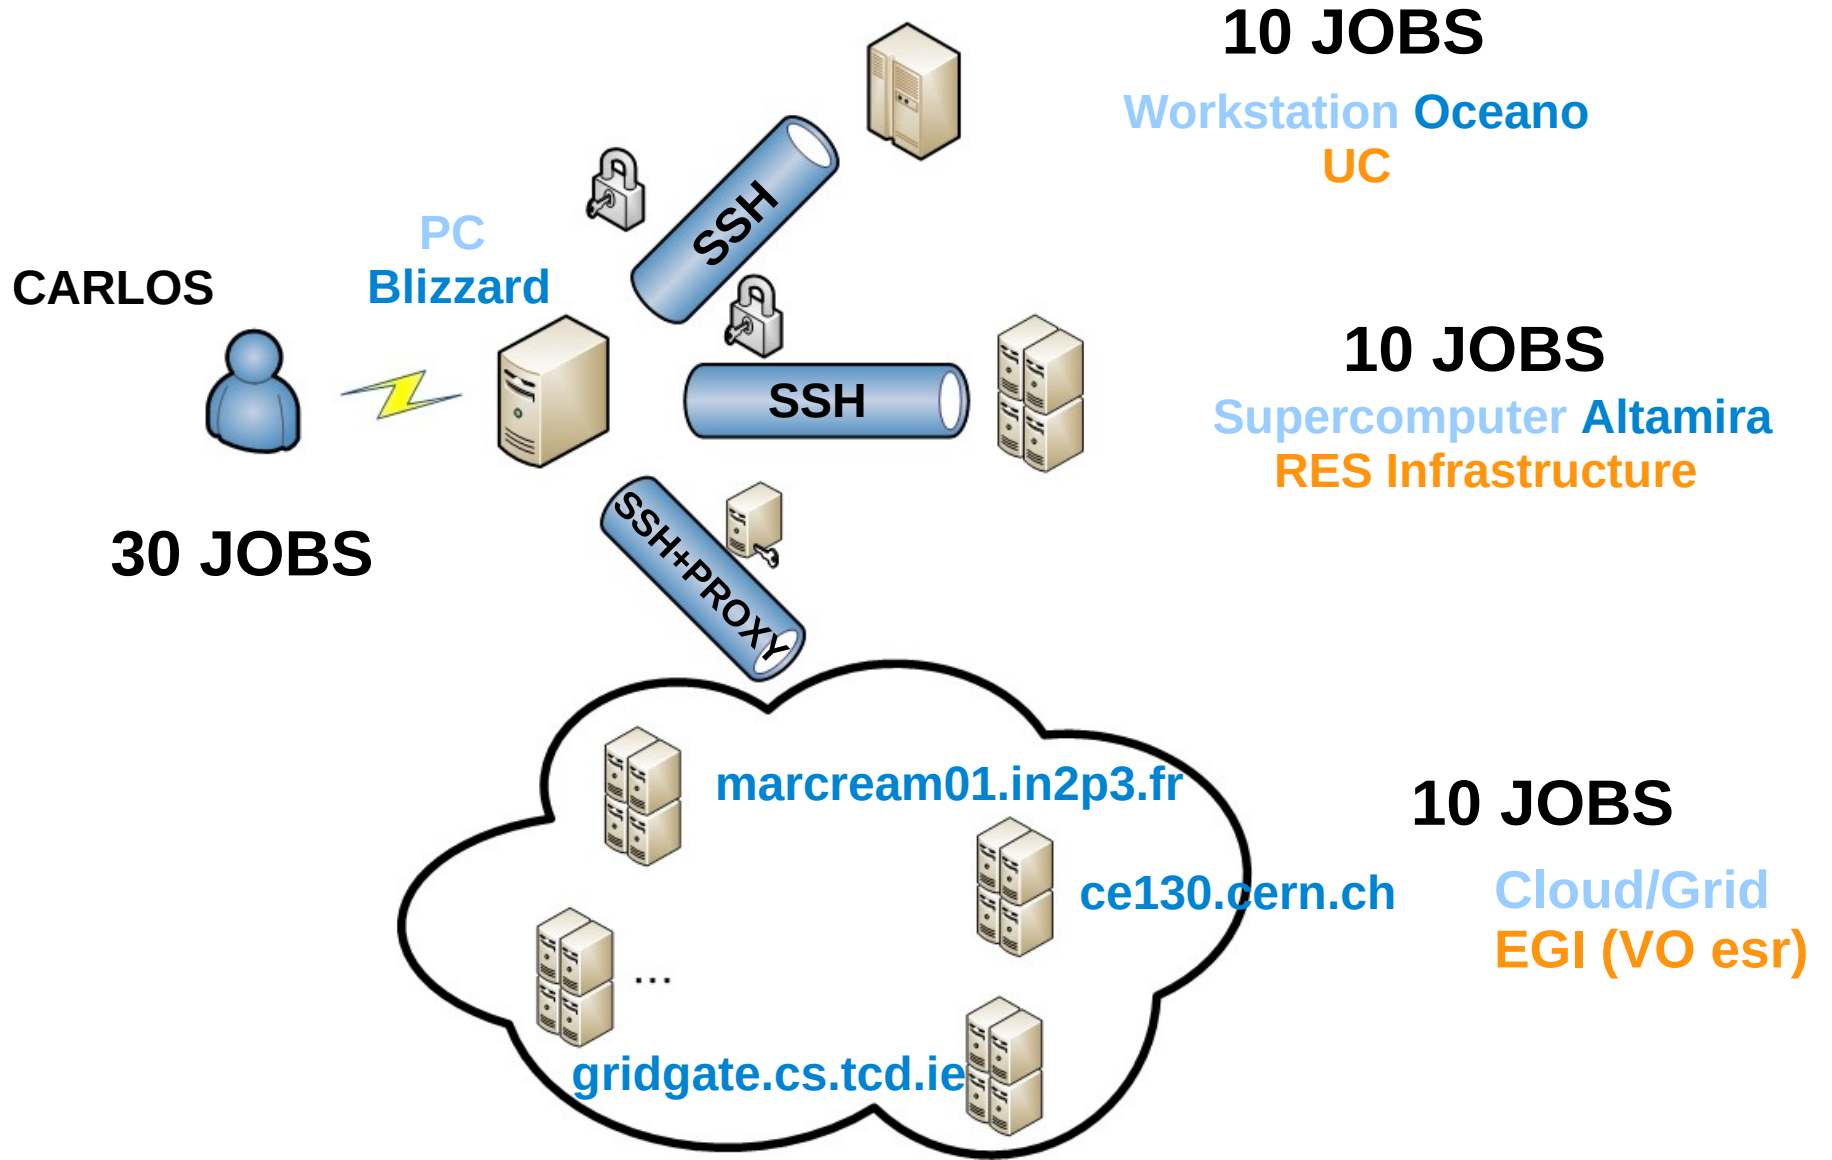 10 JOBS
Workstation Oceano
UC
PC
Blizzard
CARLOS
SSH
SSH
10 JOBS
Supercomputer Altamira
RES Infrastructure
SSH+PROXY
30 JOBS
marcream01.in2p3.fr
10 JOBS
ce130.cern.ch
Cloud/Grid
EGI (VO esr)
...
gridgate.cs.tcd.ie